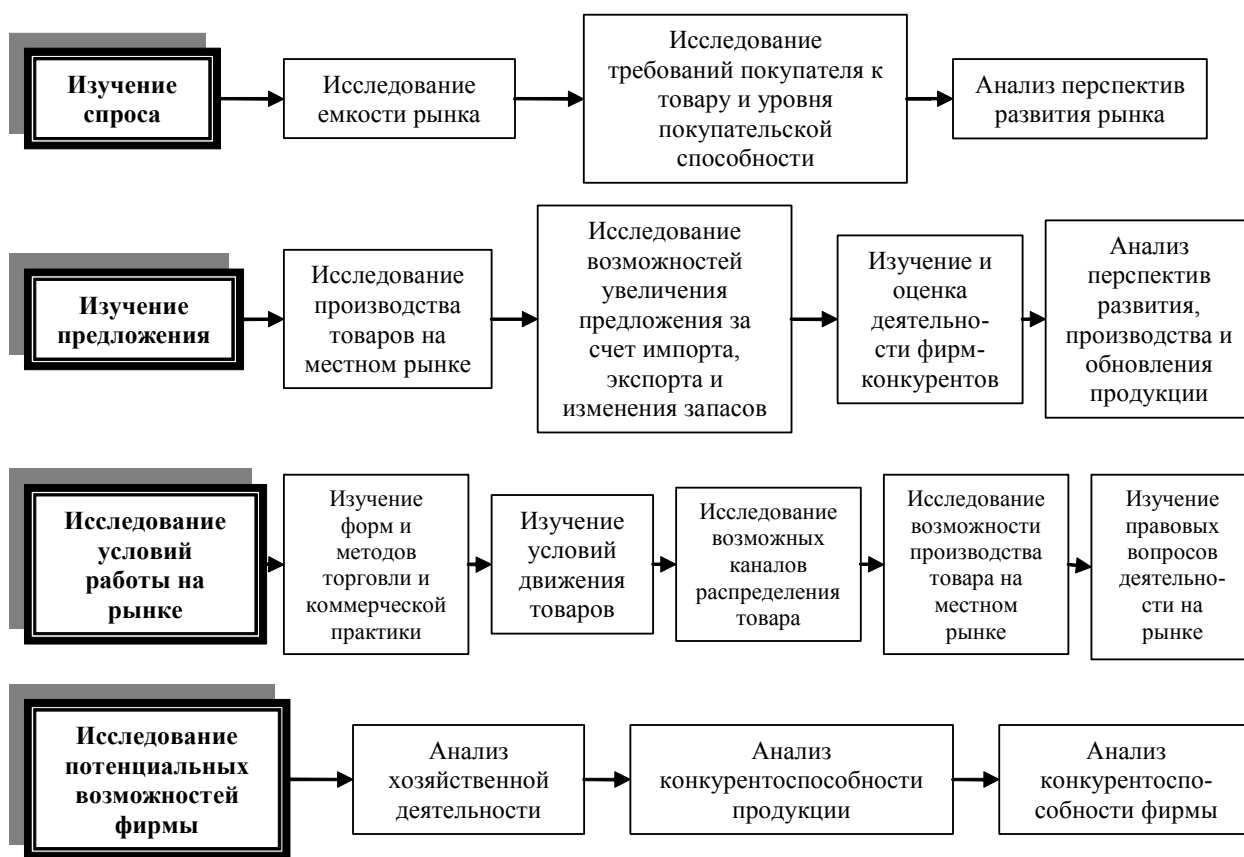 Изучение
спроса
Исследование
емкости рынка
Исследование
требований покупателя к
товару и уровня
покупательской
способности
Анализ перспектив
развития рынка
Изучение
предложения
Исследование
производства
товаров на
местном рынке
Исследование
возможностей
увеличения
предложения за
счет импорта,
экспорта и
изменения запасов
Изучение и
оценка
деятельно-
сти фирм-
конкурентов
Анализ
перспектив
развития,
производства и
обновления
продукции
Исследование
условий
работы на
рынке
Изучение
форм и
методов
торговли и
коммерческой
практики
Изучение
условий
движения
товаров
Исследование
возможных
каналов
распределения
товара
Исследование
возможности
производства
товара на
местном
рынке
Изучение
правовых
вопросов
деятельно-
сти на
рынке
Исследование
потенциальных
возможностей
фирмы
Анализ
хозяйственной
деятельности
Анализ
конкурентоспособности
продукции
Анализ
конкурентоспо-
собности фирмы